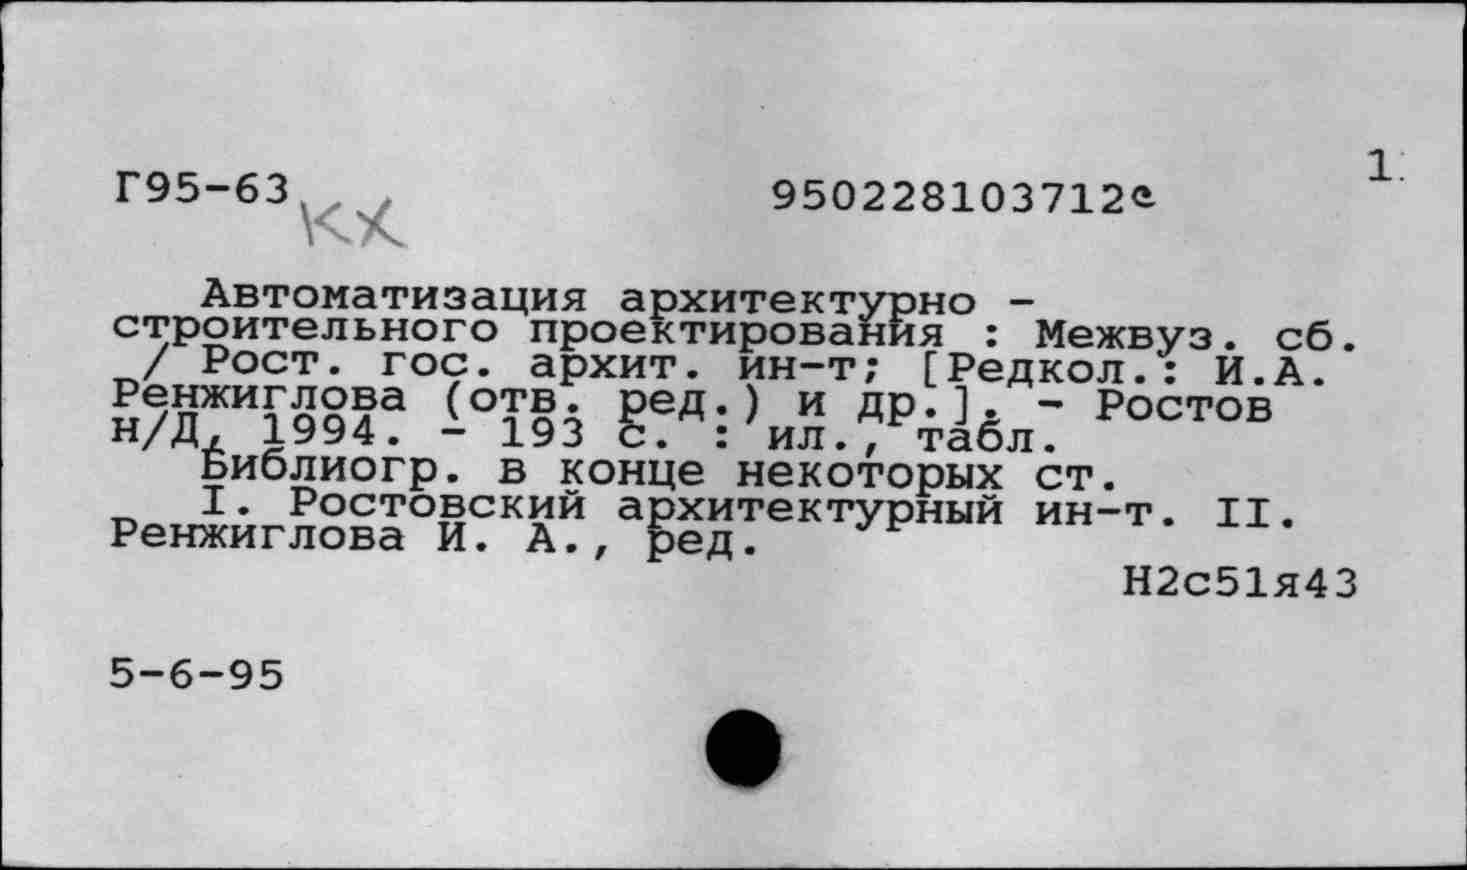 1.
Г95-63 950228103712е
КХ
Автоматизация архитектурно -
строительного проектирования : Межвуз. сб.
/ Рост. гос. архит. ин-т; [Редкол.: И.А.
Ренжиглова (отв. ред.) и др.]. - Ростов
н/Д, 1994. - 193 с. : ил., табл.
Библиогр. в конце некоторых ст.
I. Ростовский архитектурный ин-т. II.
Ренжиглова И. А., ред.
Н2с51я43
5-6-95